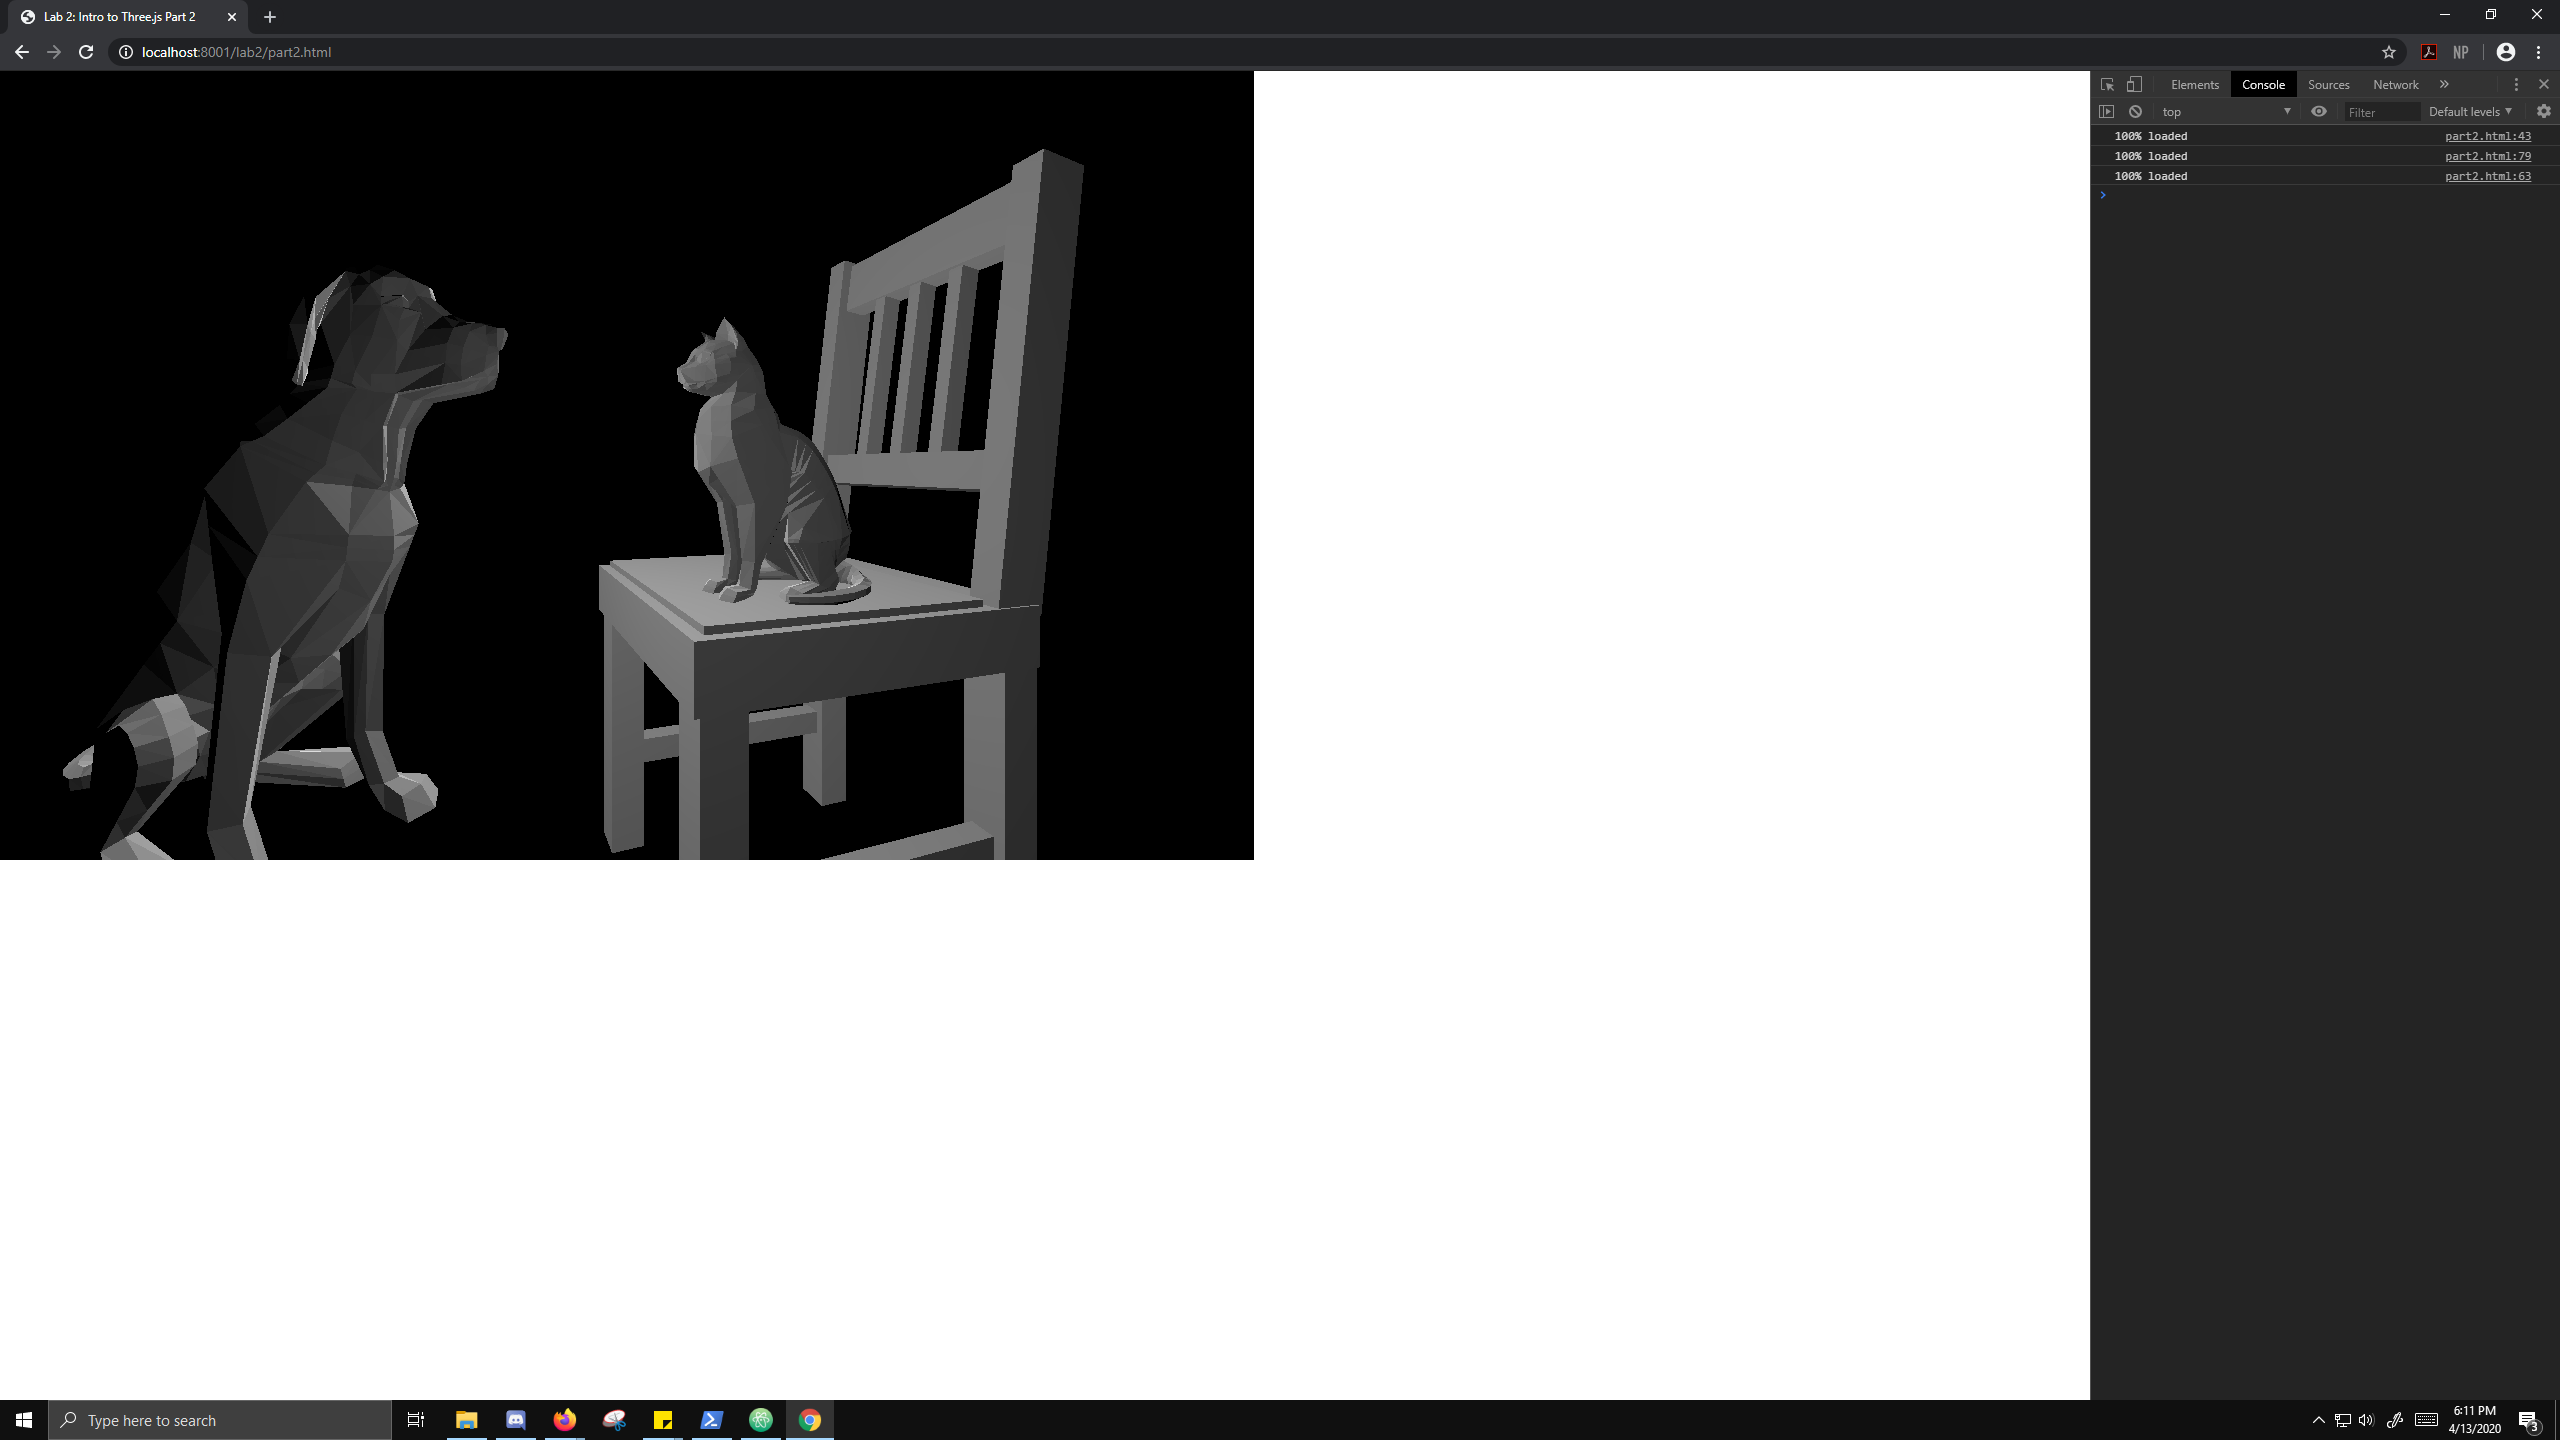 Lab 2: Intro to Three.js Part 2
localhost:8001/lab2/part2.html
NP
Elements Console Sources Network
top Filter Default levels
100% loaded part2.html:43
100% loaded part2.html:79
100% loaded part2.html:63
Type here to search
6:11 PM
4/13/2020
3